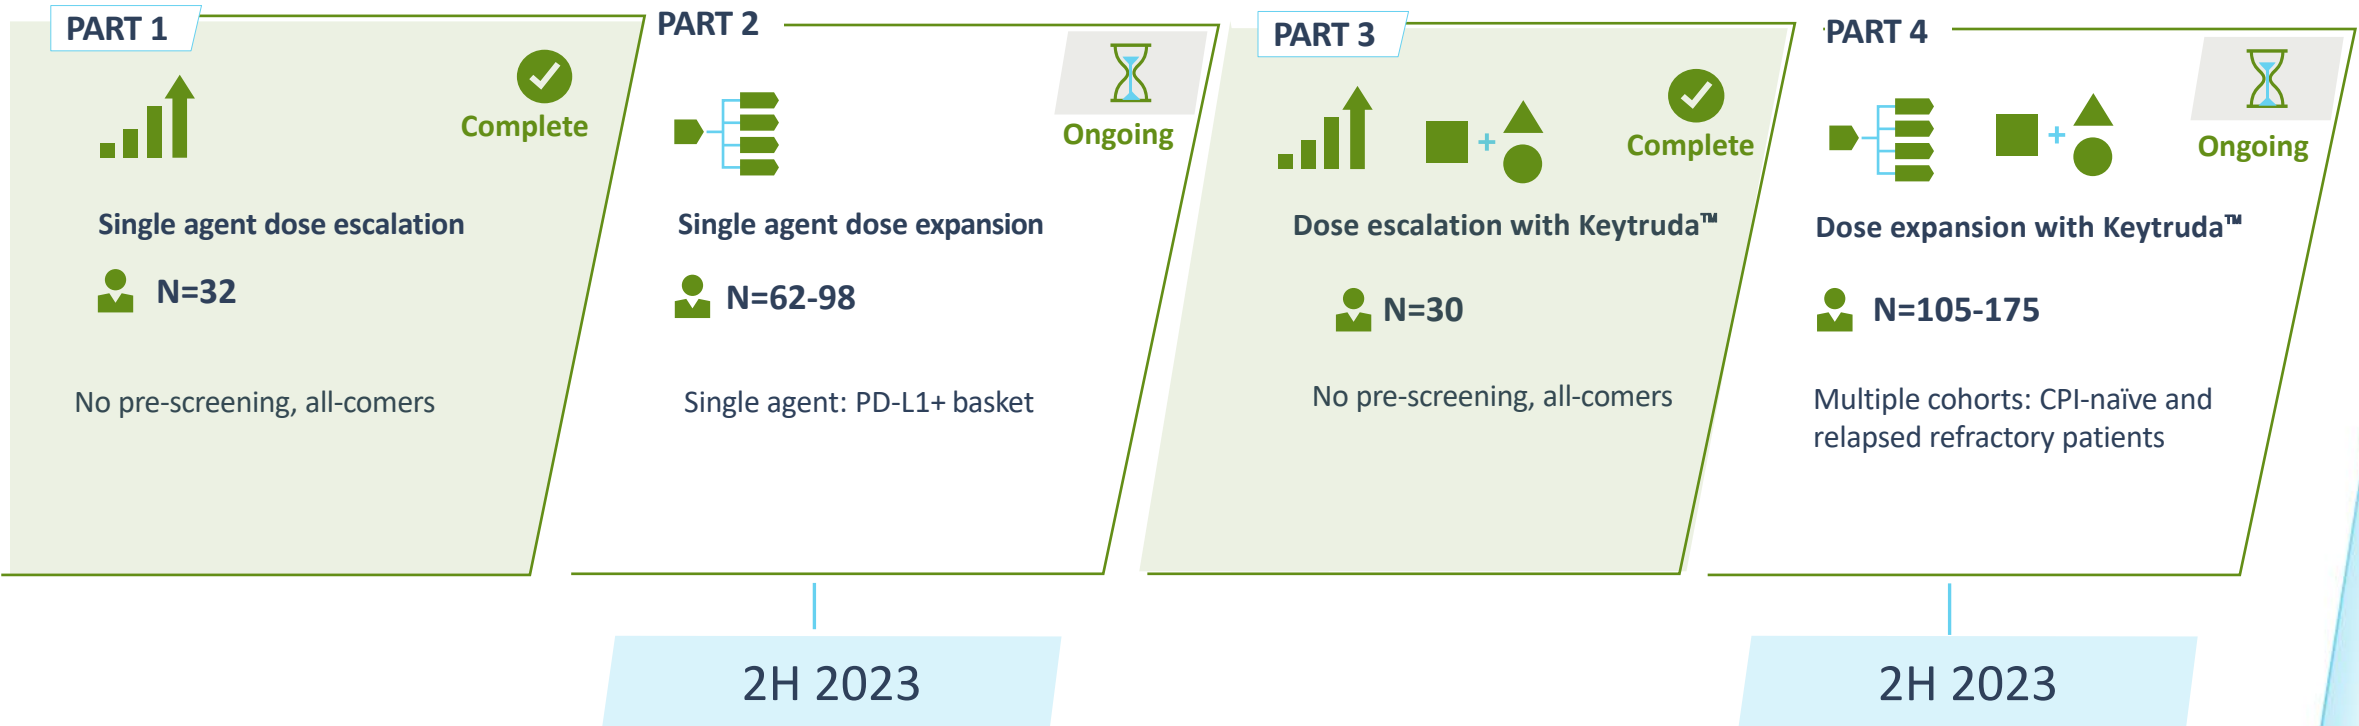 PART 1
Complete
Single agent dose escalation
N=32
No pre-screening, all-comers
PART 2
Ongoing
Single agent dose expansion
N=62-98
Single agent: PD-L1+ basket
2H 2023
PART 3
Complete
Dose escalation with Keytruda™
N=30
No pre-screening, all-comers
PART 4
Ongoing
Dose expansion with Keytruda™
N=105-175
Multiple cohorts: CPI-naïve and
relapsed refractory patients
2H 2023